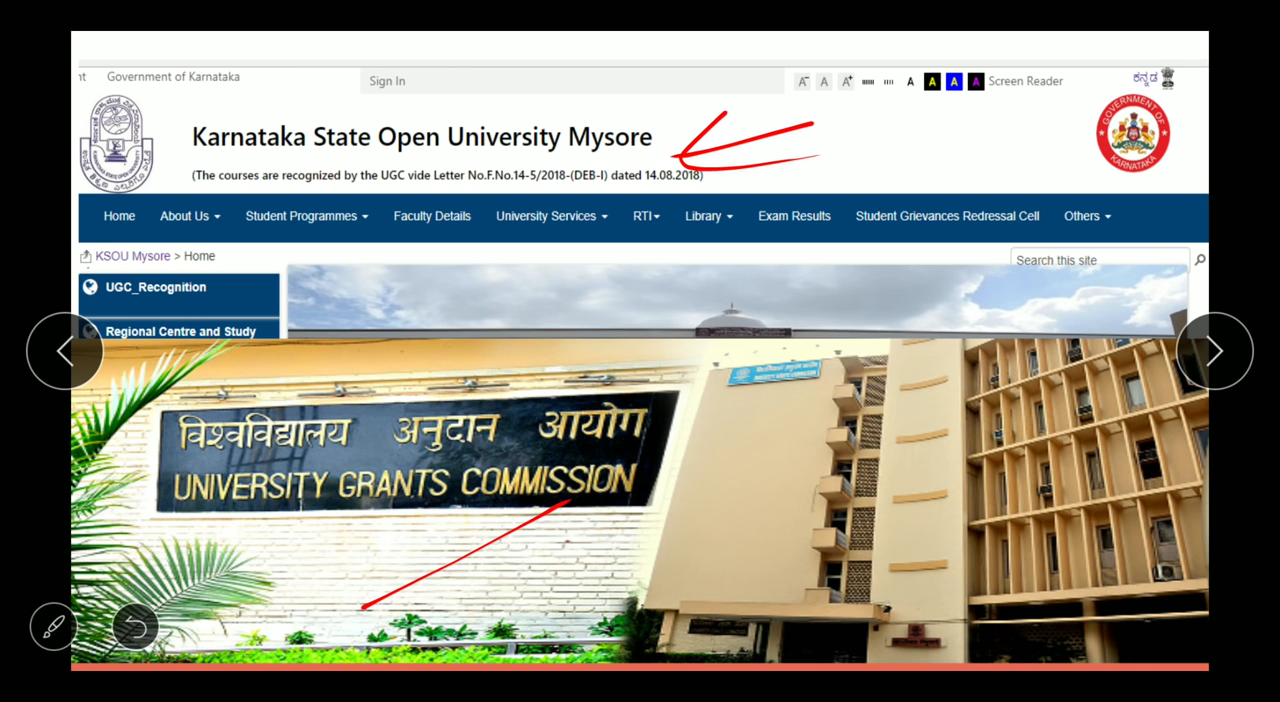 Government of Karnataka
Sign In
A- A A+ A A A A Screen Reader
ಕನ್ನಡ
Karnataka State Open University Mysore
(The courses are recognized by the UGC vide Letter No.F.No.14-5/2018-(DEB-I) dated 14.08.2018)
GOVERNMENT OF KARNATAKA
Home About Us Student Programmes Faculty Details University Services RTI Library Exam Results Student Grievances Redressal Cell Others
KSOU Mysore > Home
Search this site
UGC_Recognition
Regional Centre and Study
विश्वविद्यालय अनुदान आयोग
UNIVERSITY GRANTS COMMISSION